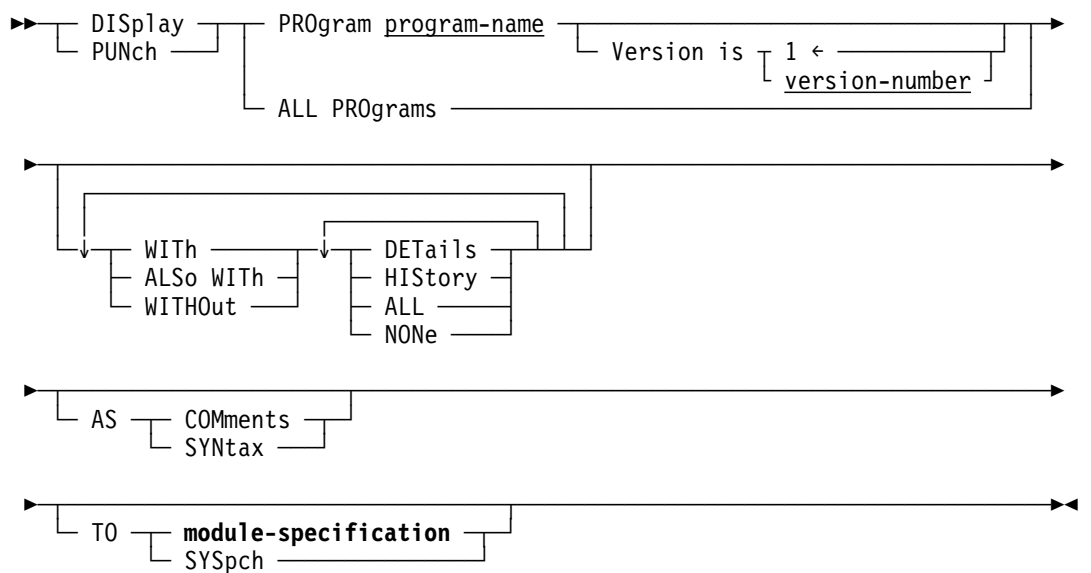 DISplay PROgram program-name
PUNch Version is 1 ←
version-number
ALL PROgrams
WITh DETails
ALSo WITh HIStory
WITHOut ALL
NONe
AS COMments
SYNtax
TO module-specification
SYSpch